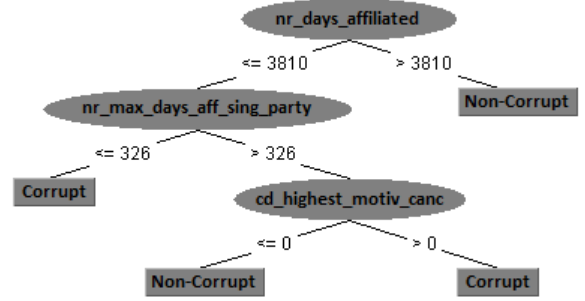 nr_days_affiliated
<= 3810
> 3810
nr_max_days_aff_sing_party
Non-Corrupt
<= 326
> 326
Corrupt
cd_highest_motiv_canc
<= 0
> 0
Non-Corrupt
Corrupt